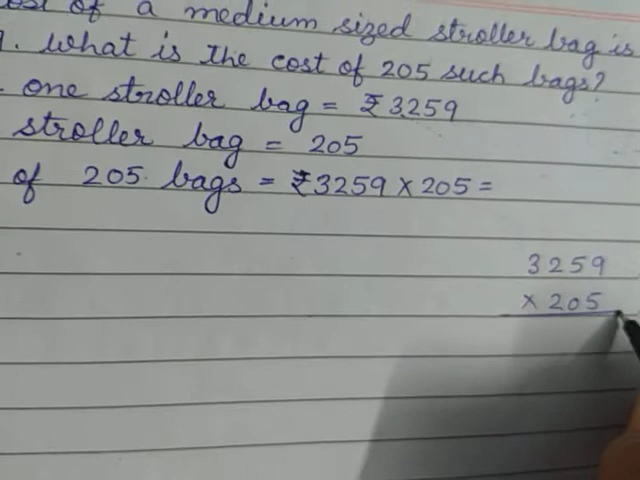 of a medium sized stroller bag is
9. What is the cost of 205 such bags?
one stroller bag = ₹3259
stroller bag = 205
of 205 bags = ₹3259 × 205 =
3259
× 205